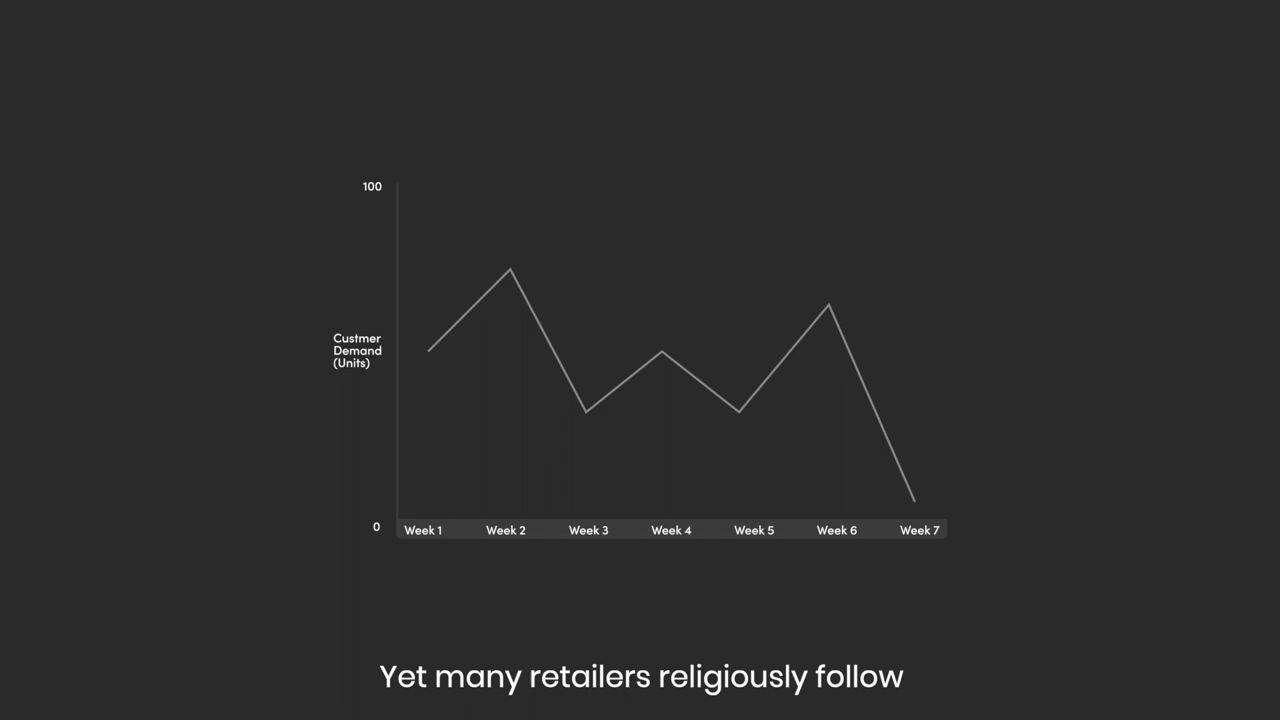 100
Custmer
Demand
(Units)
0
Week 1 Week 2 Week 3 Week 4 Week 5 Week 6 Week 7
Yet many retailers religiously follow